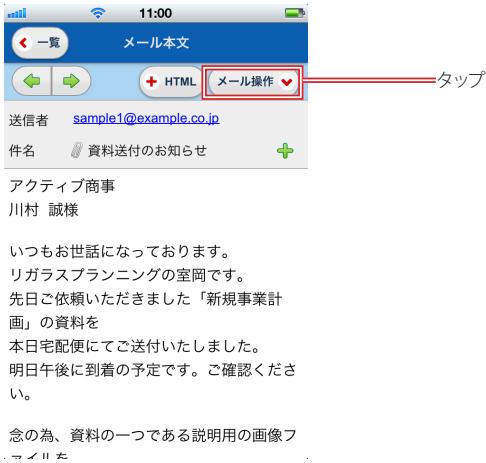 11:00
一覧
メール本文
HTML
メール操作
タップ
送信者 sample1@example.co.jp
件名 資料送付のお知らせ
アクティブ商事
川村 誠様
いつもお世話になっております。
リガラスプランニングの室岡です。
先日ご依頼いただきました「新規事業計
画」の資料を
本日宅配便にてご送付いたしました。
明日午後に到着の予定です。ご確認くださ
い。
念の為、資料の一つである説明用の画像フ
ァイルを